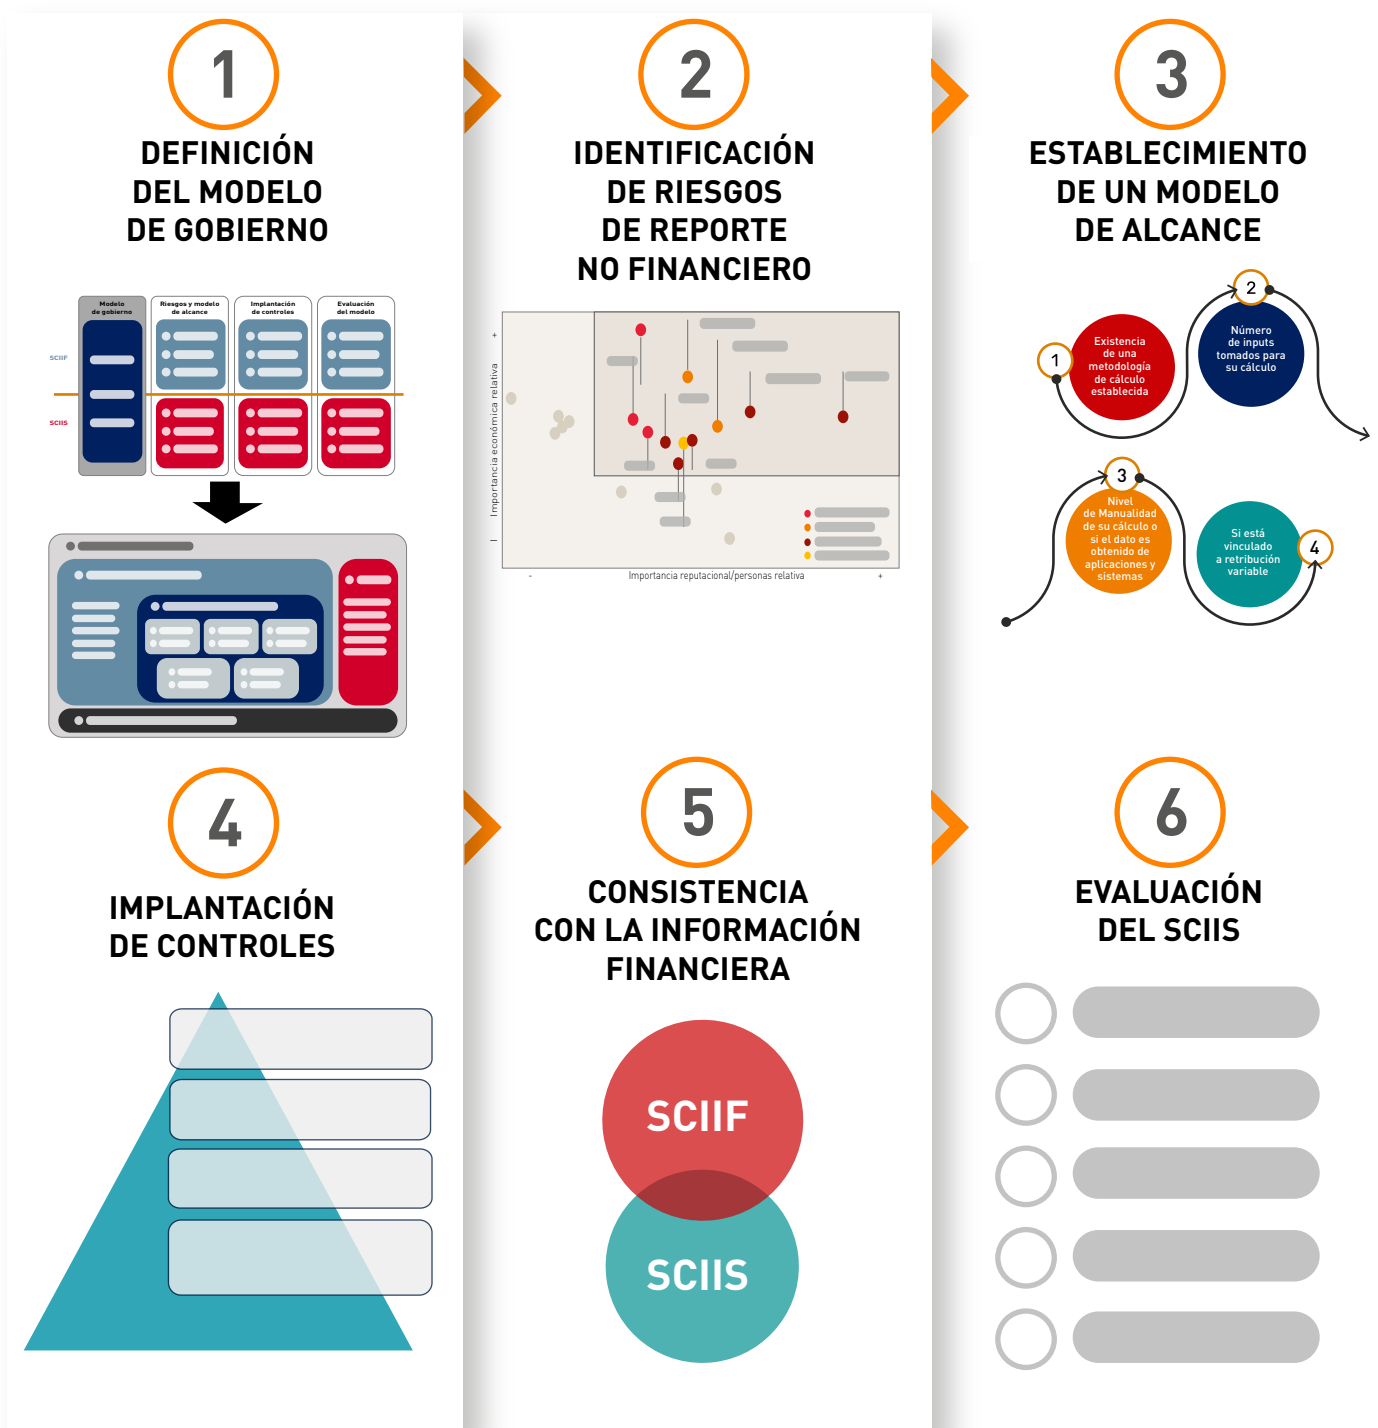 1
DEFINICIÓN
DEL MODELO
DE GOBIERNO
Modelo
de gobierno
Riesgos y modelo
de alcance
Implantación
de controles
Evaluación
del modelo
SCIIF
SCIIS
2
IDENTIFICACIÓN
DE RIESGOS
DE REPORTE
NO FINANCIERO
+
Importancia económica relativa
–
-
Importancia reputacional/personas relativa
+
3
ESTABLECIMIENTO
DE UN MODELO
DE ALCANCE
1
Existencia
de una
metodología
de cálculo
establecida
2
Número
de inputs
tomados para
su cálculo
3
Nivel
de Manualidad
de su cálculo o
si el dato es
obtenido de
aplicaciones y
sistemas
4
Si está
vinculado
a retribución
variable
4
IMPLANTACIÓN
DE CONTROLES
5
CONSISTENCIA
CON LA INFORMACIÓN
FINANCIERA
SCIIF
SCIIS
6
EVALUACIÓN
DEL SCIIS